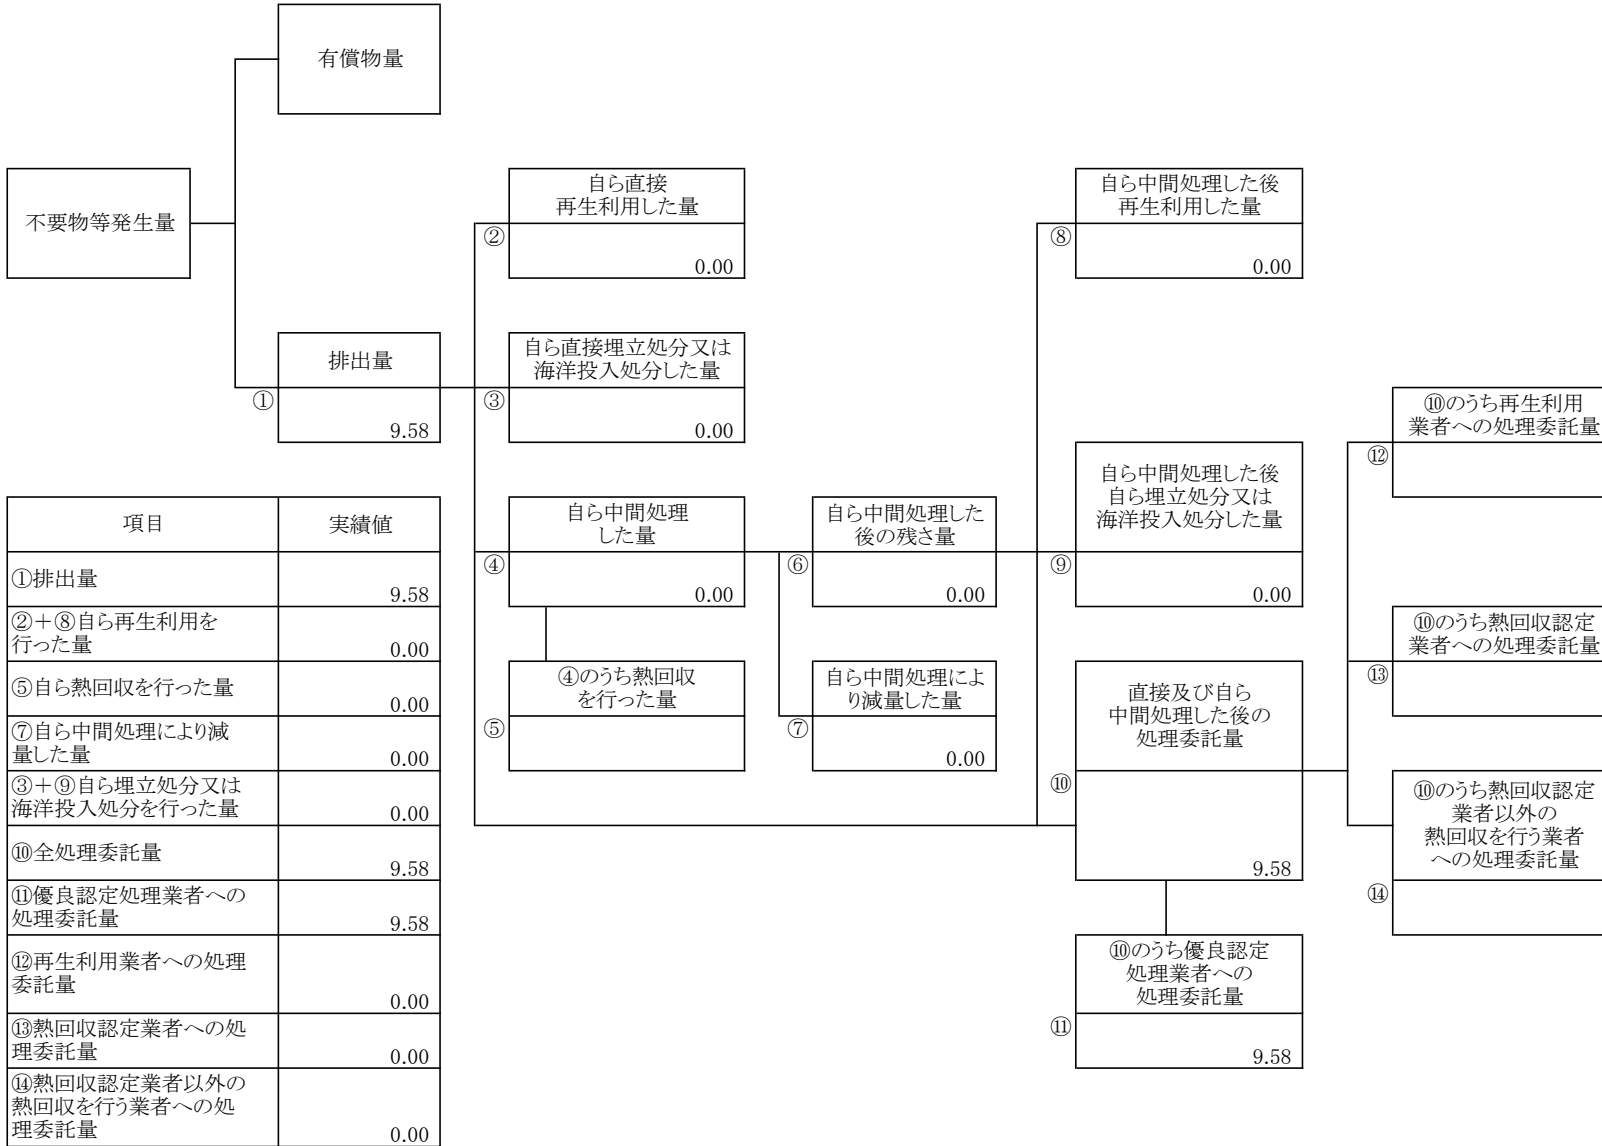 有償物量
不要物等発生量
自ら直接
再生利用した量
②
0.00
自ら中間処理した後
再生利用した量
⑧
0.00
排出量
①
9.58
自ら直接埋立処分又は
海洋投入処分した量
③
0.00
⑩のうち再生利用
業者への処理委託量
⑫
自ら中間処理
した量
④
0.00
自ら中間処理した
後の残さ量
⑥
0.00
自ら中間処理した後
自ら埋立処分又は
海洋投入処分した量
⑨
0.00
⑩のうち熱回収認定
業者への処理委託量
⑬
④のうち熱回収
を行った量
⑤
自ら中間処理によ
り減量した量
⑦
0.00
直接及び自ら
中間処理した後の
処理委託量
⑩
9.58
⑩のうち熱回収認定
業者以外の
熱回収を行う業者
への処理委託量
⑭
⑩のうち優良認定
処理業者への
処理委託量
⑪
9.58
項目 実績値
①排出量
9.58
②＋⑧自ら再生利用を
行った量
0.00
⑤自ら熱回収を行った量
0.00
⑦自ら中間処理により減
量した量
0.00
③＋⑨自ら埋立処分又は
海洋投入処分を行った量
0.00
⑩全処理委託量
9.58
⑪優良認定処理業者への
処理委託量
9.58
⑫再生利用業者への処理
委託量
0.00
⑬熱回収認定業者への処
理委託量
0.00
⑭熱回収認定業者以外の
熱回収を行う業者への処
理委託量
0.00